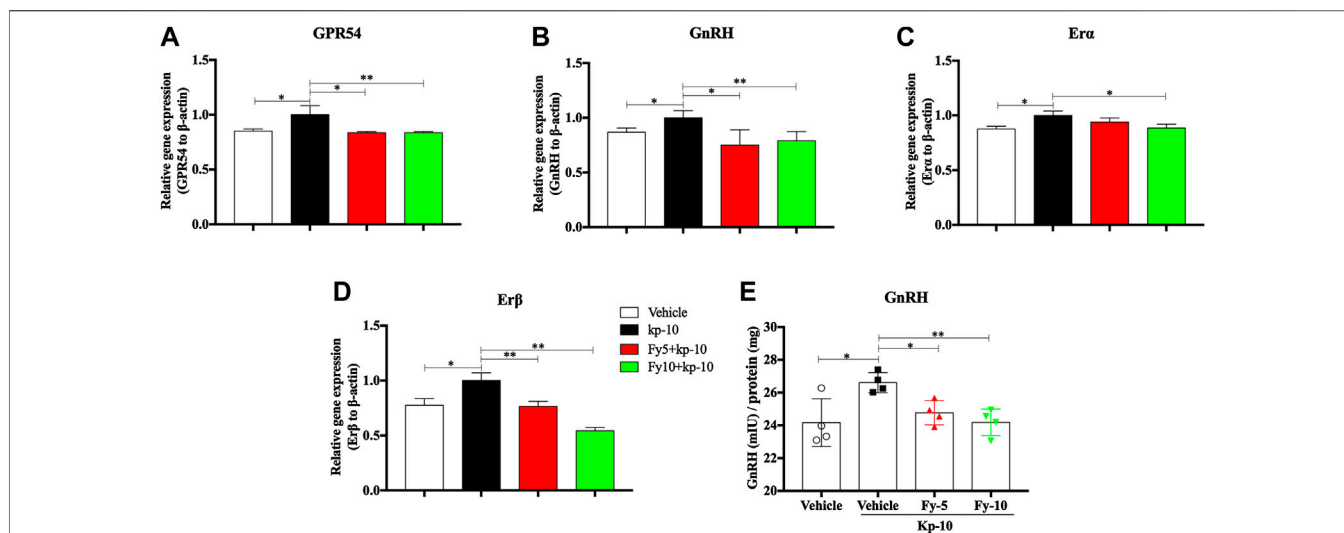 A
GPR54
Relative gene expression
(GPR54 to β-actin)
1.5
1.0
0.5
0.0
*
*
**
B
GnRH
Relative gene expression
(GnRH to β-actin)
1.5
1.0
0.5
0.0
*
*
**
C
Erα
Relative gene expression
(Erα to β-actin)
1.5
1.0
0.5
0.0
*
*
D
Erβ
Relative gene expression
(Erβ to β-actin)
1.5
1.0
0.5
0.0
*
**
**
Vehicle
kp-10
Fy5+kp-10
Fy10+kp-10
E
GnRH
GnRH (mIU) / protein (mg)
30
28
26
24
22
20
*
*
**
Vehicle Vehicle Fy-5 Fy-10
Kp-10